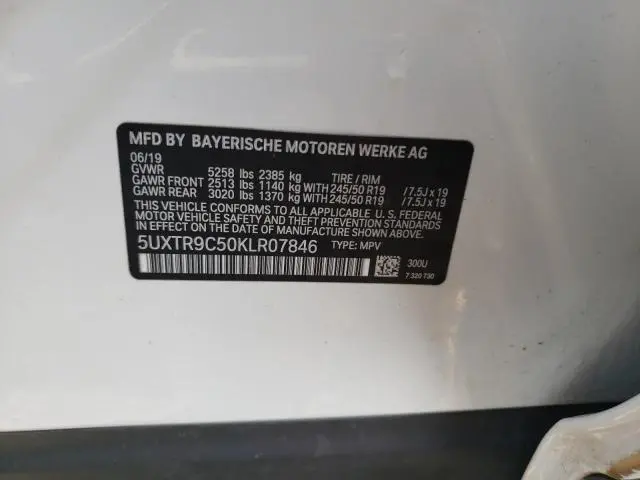 MFD BY BAYERISCHE MOTOREN WERKE AG
06/19
GVWR 5258 lbs 2385 kg TIRE / RIM
GAWR FRONT 2513 lbs 1140 kg WITH 245/50 R19 /7.5J x 19
GAWR REAR 3020 lbs 1370 kg WITH 245/50 R19 /7.5J x 19
THIS VEHICLE CONFORMS TO ALL APPLICABLE U.S. FEDERAL
MOTOR VEHICLE SAFETY AND THEFT PREVENTION STANDARDS
IN EFFECT ON THE DATE OF MANUFACTURE SHOWN ABOVE.
5UXTR9C50KLR07846 TYPE: MPV
300U
7 320 730